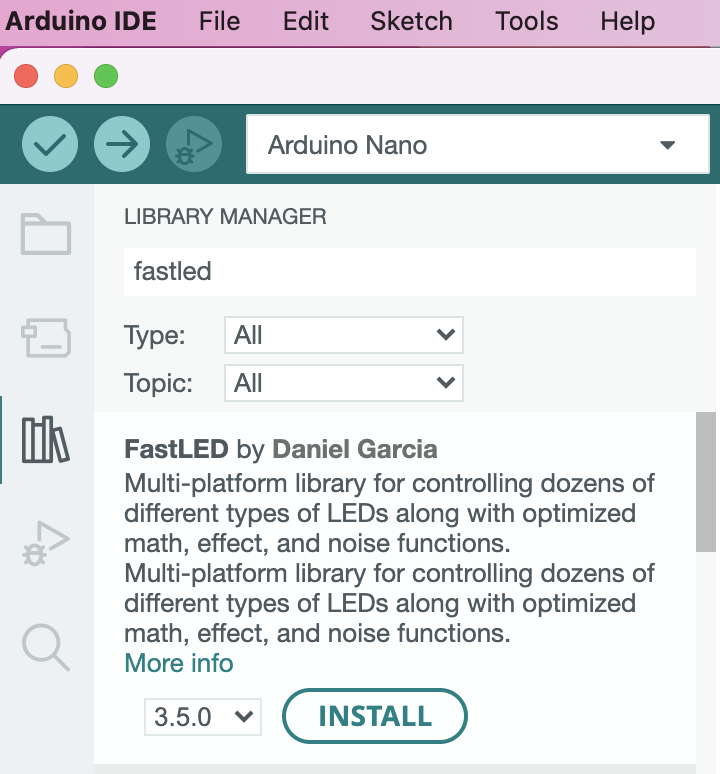 Arduino IDE File Edit Sketch Tools Help
Arduino Nano
LIBRARY MANAGER
fastled
Type: All
Topic: All
FastLED by Daniel Garcia
Multi-platform library for controlling dozens of
different types of LEDs along with optimized
math, effect, and noise functions.
Multi-platform library for controlling dozens of
different types of LEDs along with optimized
math, effect, and noise functions.
More info
3.5.0 INSTALL